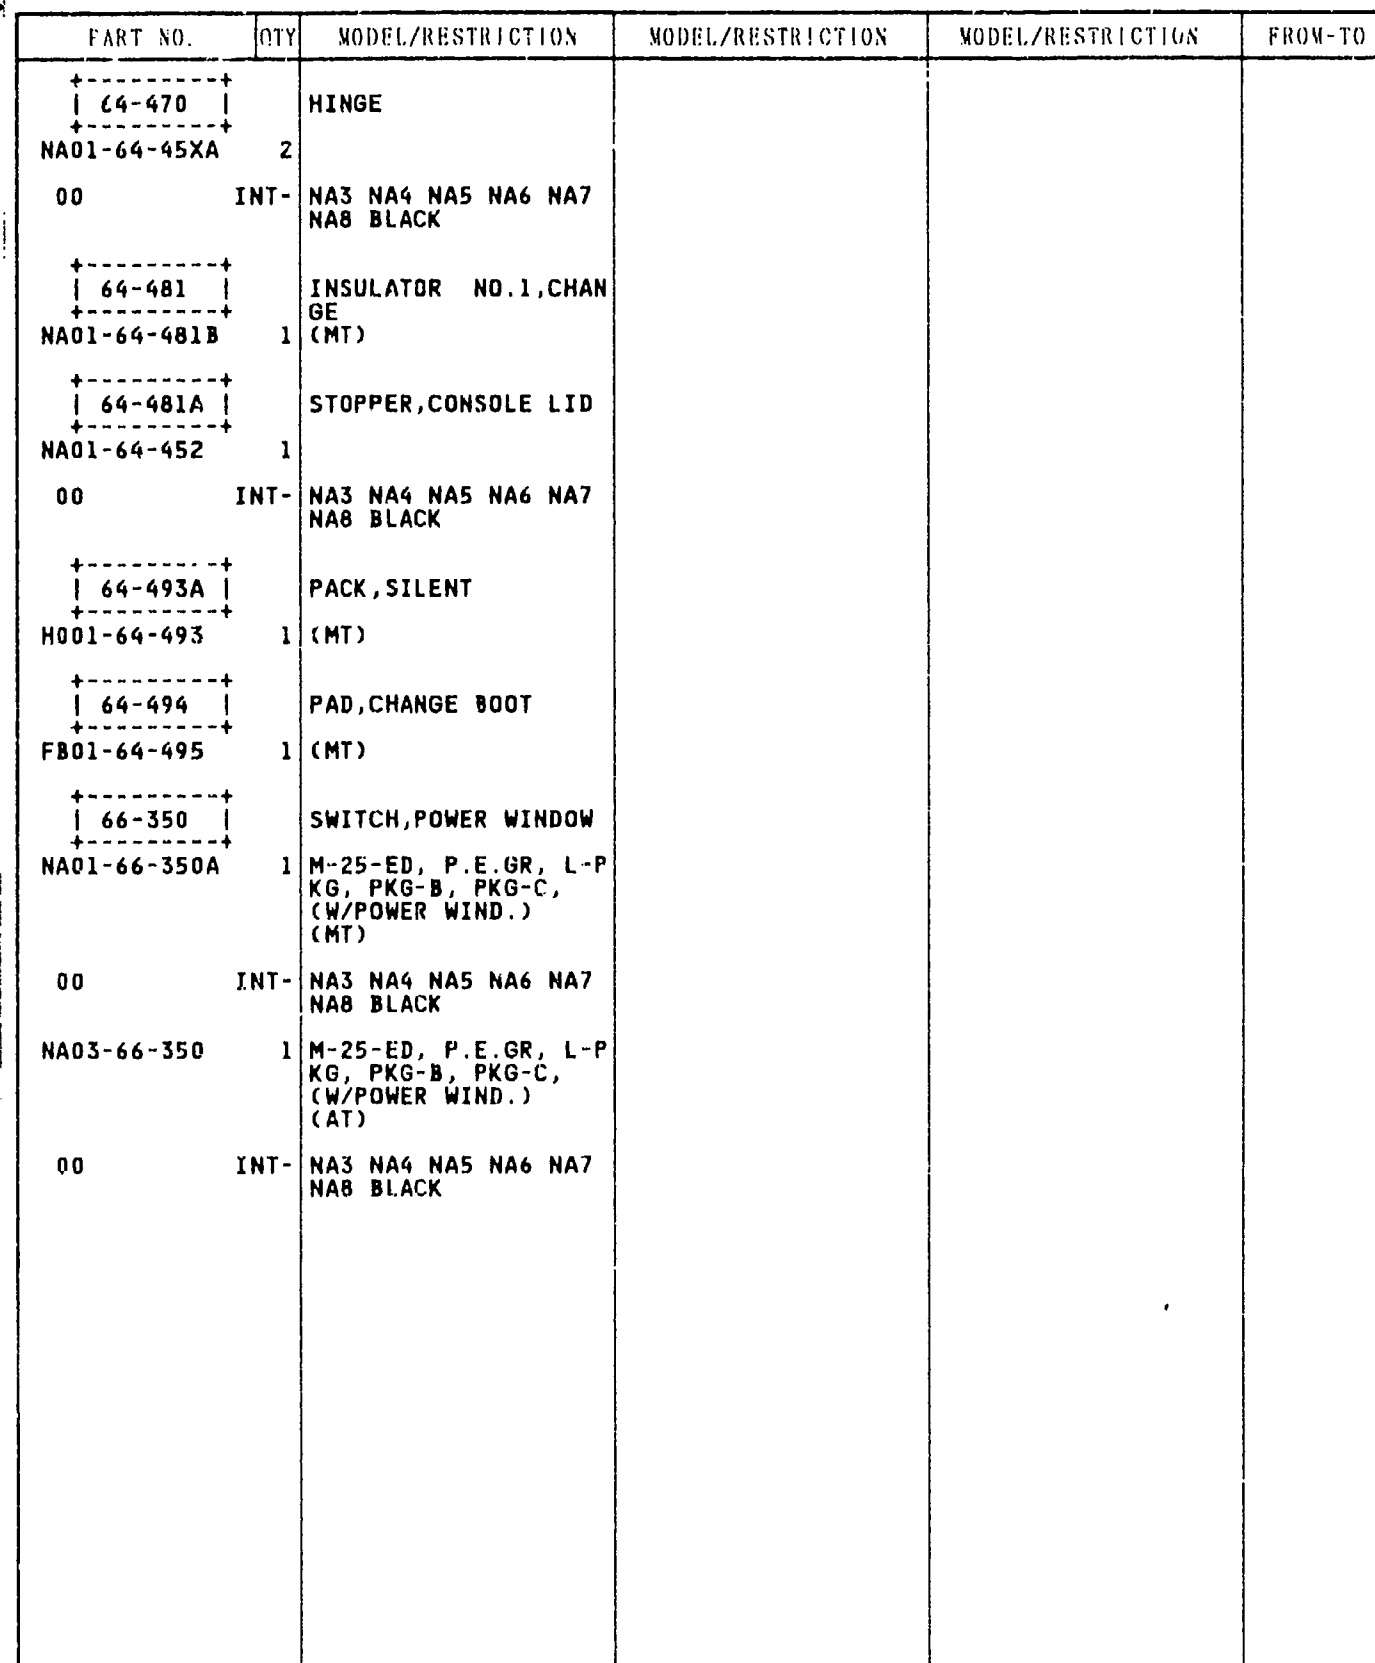 PART NO. QTY MODEL/RESTRICTION MODEL/RESTRICTION MODEL/RESTRICTION FROM-TO
+---------+
| 64-470 | HINGE
+---------+
NA01-64-45XA 2
00 INT- NA3 NA4 NA5 NA6 NA7
NA8 BLACK
+---------+
| 64-481 | INSULATOR NO.1,CHAN
+---------+ GE
NA01-64-481B 1 (MT)
+---------+
| 64-481A | STOPPER,CONSOLE LID
+---------+
NA01-64-452 1
00 INT- NA3 NA4 NA5 NA6 NA7
NA8 BLACK
+---------+
| 64-493A | PACK,SILENT
+---------+
H001-64-493 1 (MT)
+---------+
| 64-494 | PAD,CHANGE BOOT
+---------+
FB01-64-495 1 (MT)
+---------+
| 66-350 | SWITCH,POWER WINDOW
+---------+
NA01-66-350A 1 M-25-ED, P.E.GR, L-P
KG, PKG-B, PKG-C,
(W/POWER WIND.)
(MT)
00 INT- NA3 NA4 NA5 NA6 NA7
NA8 BLACK
NA03-66-350 1 M-25-ED, P.E.GR, L-P
KG, PKG-B, PKG-C,
(W/POWER WIND.)
(AT)
00 INT- NA3 NA4 NA5 NA6 NA7
NA8 BLACK